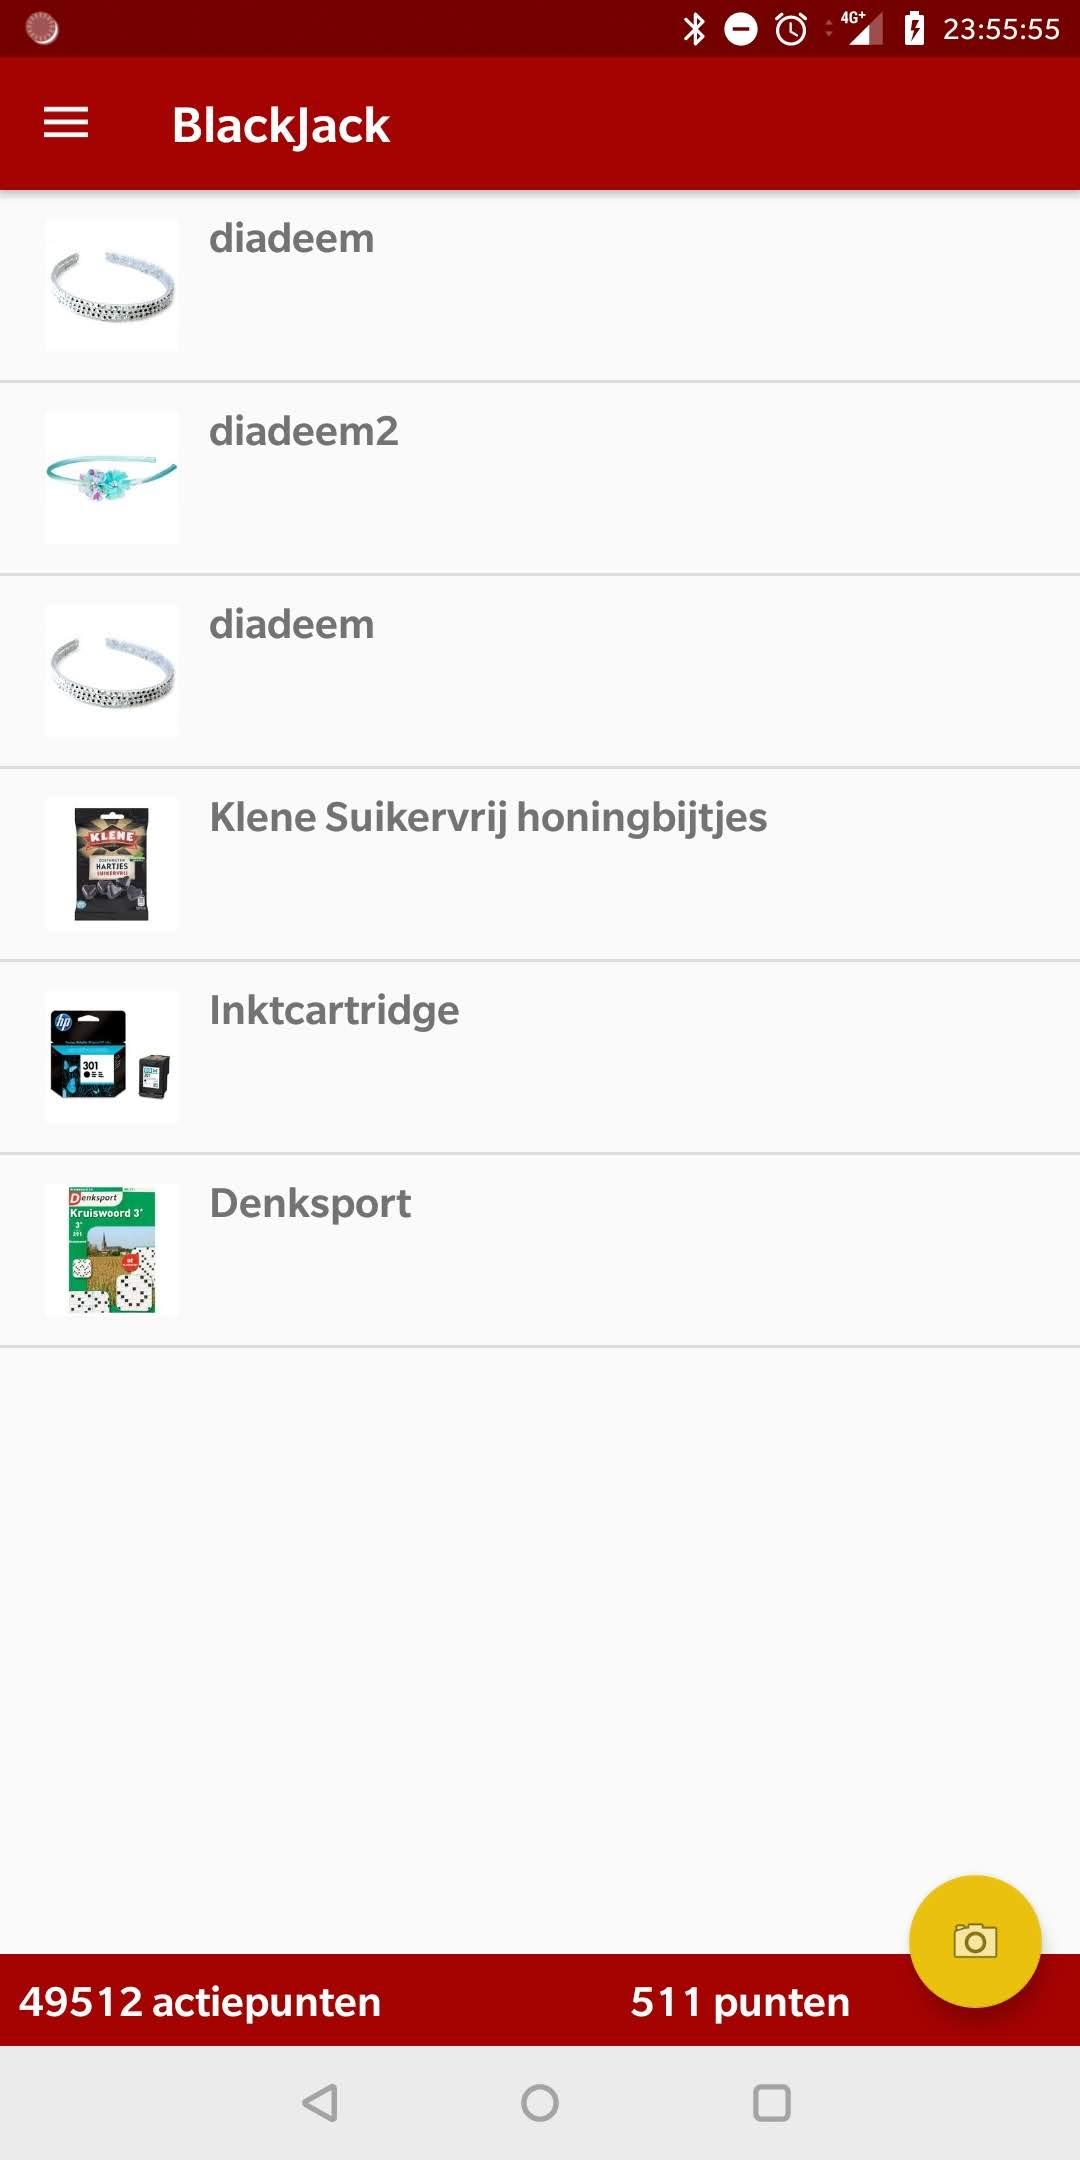 4G+ 23:55:55
BlackJack
diadeem
diadeem2
diadeem
Klene Suikervrij honingbijtjes
KLENE
HARTJES
SUIKERVRIJ
Inktcartridge
hp
301
Denksport
Denksport
Kruiswoord 3*
3*
49512 actiepunten
511 punten